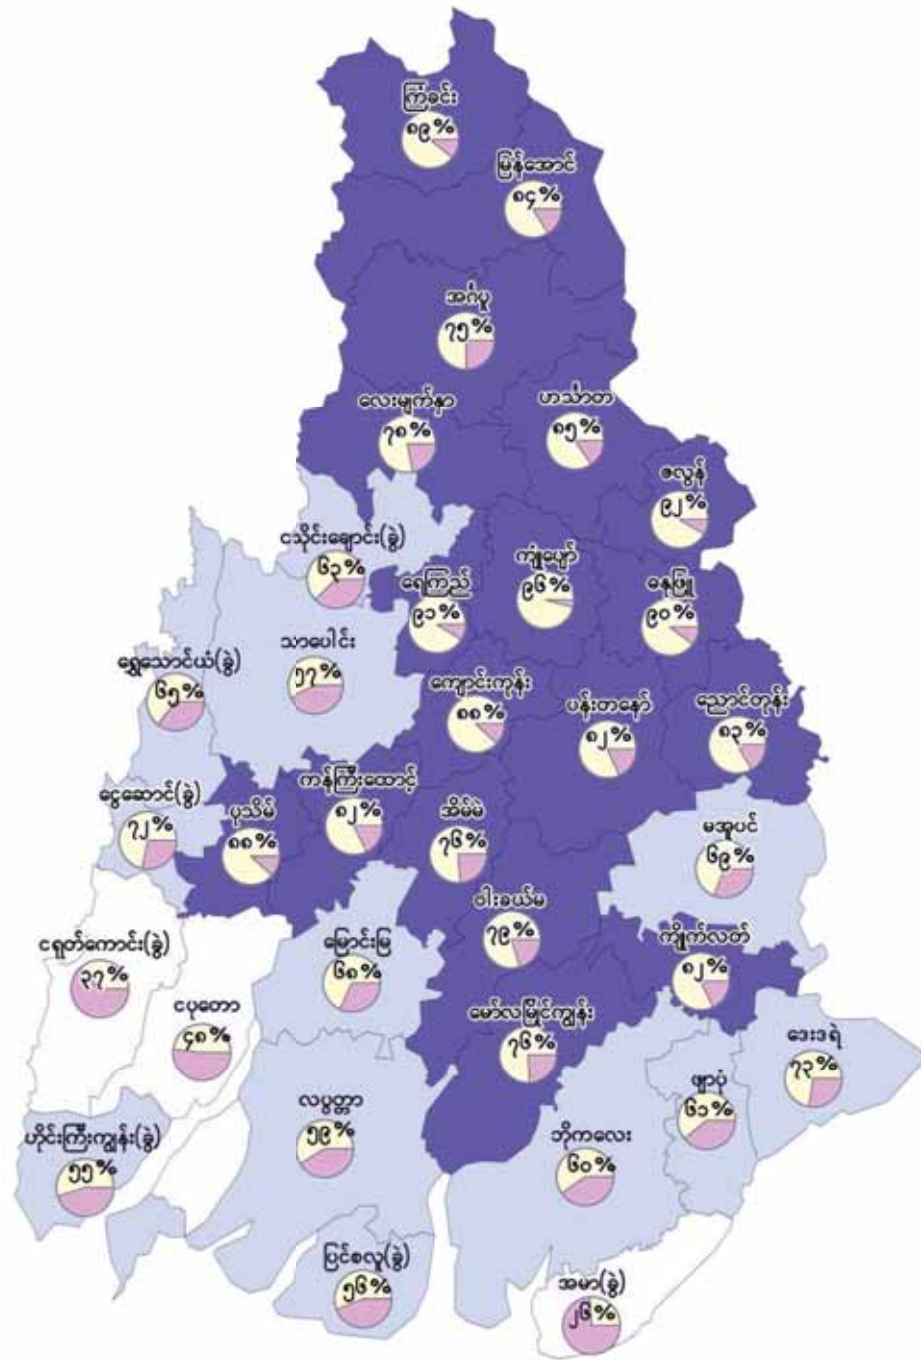 ကြံခင်း
၈၉%
မြန်အောင်
၈၄%
အင်္ဂပူ
၇၅%
လေးမျက်နှာ
၇၈%
ဟင်္သာတ
၈၅%
ဇလွန်
၉၂%
ငသိုင်းချောင်း(ခွဲ)
၆၃%
ရေကြည်
၉၁%
ကျုံပျော်
၉၆%
ဓနုဖြူ
၉၀%
သာပေါင်း
၅၇%
ရွှေသောင်ယံ(ခွဲ)
၆၅%
ကျောင်းကုန်း
၈၈%
ပန်းတနော်
၈၂%
ညောင်တုန်း
၈၃%
ငွေဆောင်(ခွဲ)
၇၂%
ပုသိမ်
၈၈%
ကန်ကြီးထောင့်
၈၂%
အိမ်မဲ
၇၆%
မအူပင်
၆၉%
ဝါးခယ်မ
၇၉%
ငရုတ်ကောင်း(ခွဲ)
၃၇%
မြောင်းမြ
၆၈%
ကျိုက်လတ်
၈၂%
ငပုတော
၄၈%
မော်လမြိုင်ကျွန်း
၇၆%
ဒေးဒရဲ
၇၃%
ဖျာပုံ
၆၁%
လပွတ္တာ
၅၉%
ဟိုင်းကြီးကျွန်း(ခွဲ)
၅၅%
ဘိုကလေး
၆၀%
ပြင်စလူ(ခွဲ)
၅၆%
အမာ(ခွဲ)
၂၆%